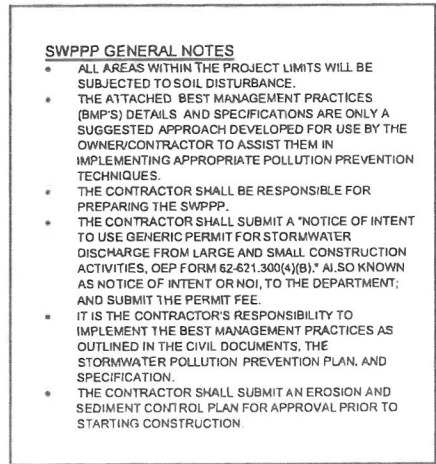 SWPPP GENERAL NOTES
• ALL AREAS WITHIN THE PROJECT LIMITS WILL BE
SUBJECTED TO SOIL DISTURBANCE.
• THE ATTACHED BEST MANAGEMENT PRACTICES
(BMP'S) DETAILS AND SPECIFICATIONS ARE ONLY A
SUGGESTED APPROACH DEVELOPED FOR USE BY THE
OWNER/CONTRACTOR TO ASSIST THEM IN
IMPLEMENTING APPROPRIATE POLLUTION PREVENTION
TECHNIQUES.
• THE CONTRACTOR SHALL BE RESPONSIBLE FOR
PREPARING THE SWPPP.
• THE CONTRACTOR SHALL SUBMIT A "NOTICE OF INTENT
TO USE GENERIC PERMIT FOR STORMWATER
DISCHARGE FROM LARGE AND SMALL CONSTRUCTION
ACTIVITIES, OEP FORM 62-621.300(4)(B)." ALSO KNOWN
AS NOTICE OF INTENT OR NOI, TO THE DEPARTMENT;
AND SUBMIT THE PERMIT FEE.
• IT IS THE CONTRACTOR'S RESPONSIBILITY TO
IMPLEMENT THE BEST MANAGEMENT PRACTICES AS
OUTLINED IN THE CIVIL DOCUMENTS, THE
STORMWATER POLLUTION PREVENTION PLAN, AND
SPECIFICATION.
• THE CONTRACTOR SHALL SUBMIT AN EROSION AND
SEDIMENT CONTROL PLAN FOR APPROVAL PRIOR TO
STARTING CONSTRUCTION